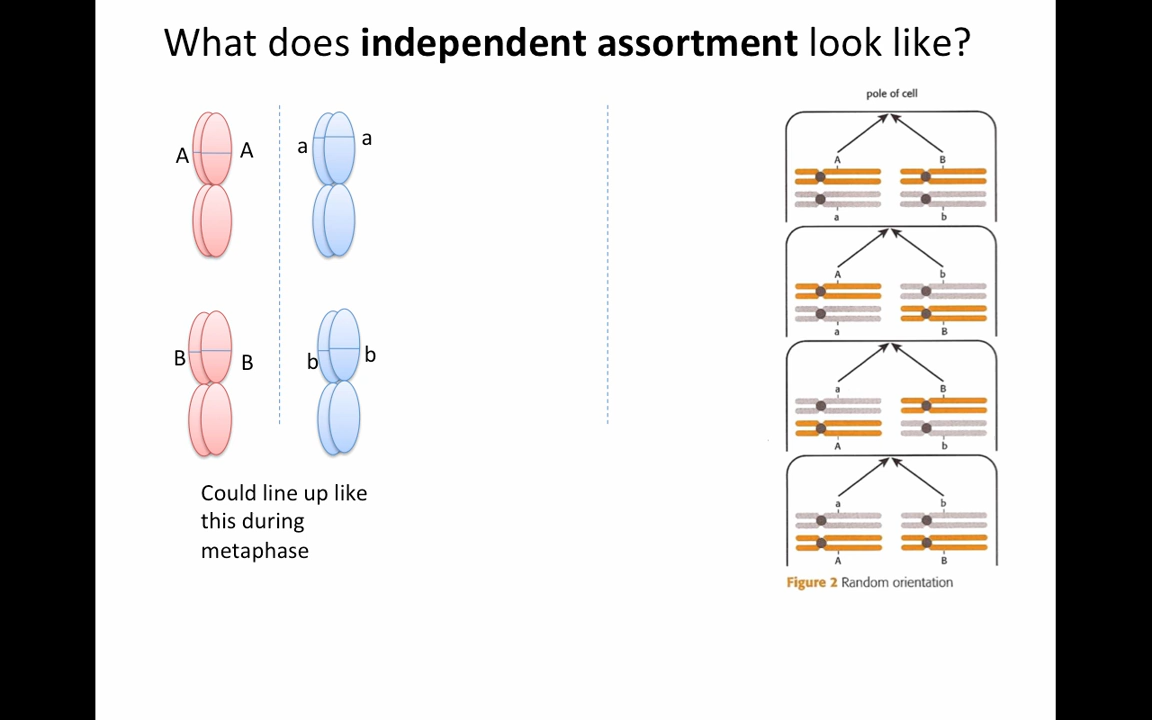 What does independent assortment look like?
A A a a
B B b b
Could line up like
this during
metaphase
pole of cell
A B
a b
A b
a B
a B
A b
a b
A B
Figure 2 Random orientation